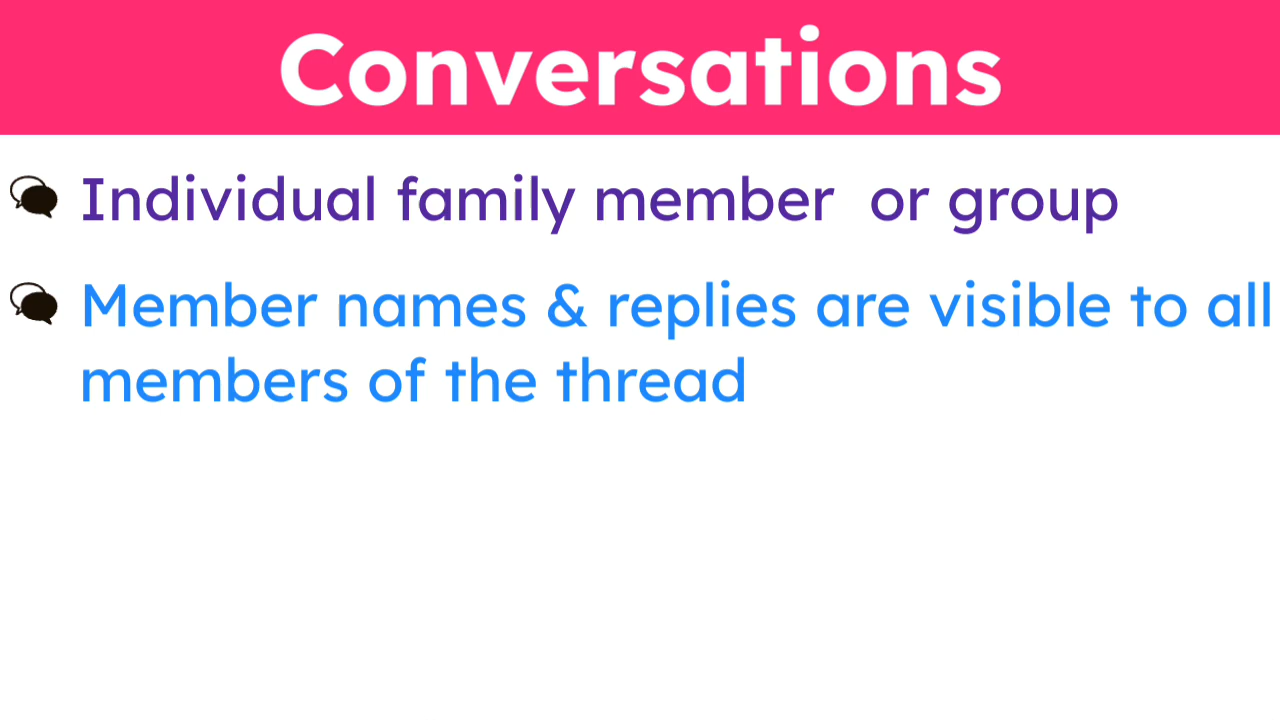 Conversations
Individual family member  or group
Member names & replies are visible to all
members of the thread